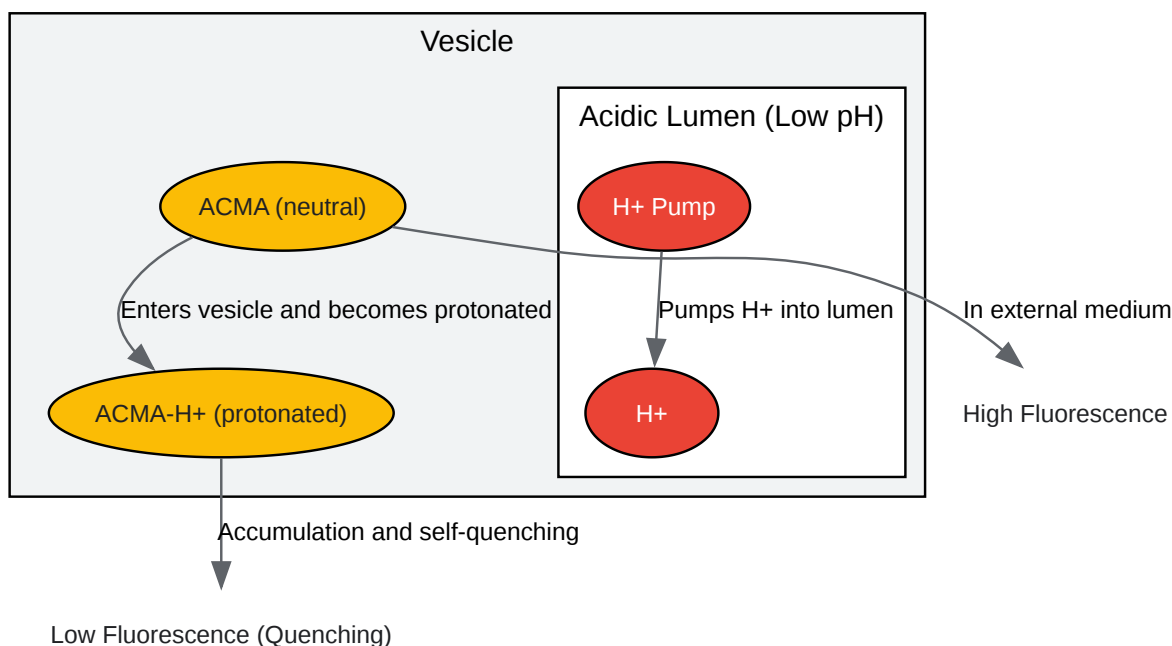 Vesicle
Acidic Lumen (Low pH)
ACMA (neutral)
H+ Pump
Enters vesicle and becomes protonated
Pumps H+ into lumen
In external medium
ACMA-H+ (protonated)
H+
High Fluorescence
Accumulation and self-quenching
Low Fluorescence (Quenching)